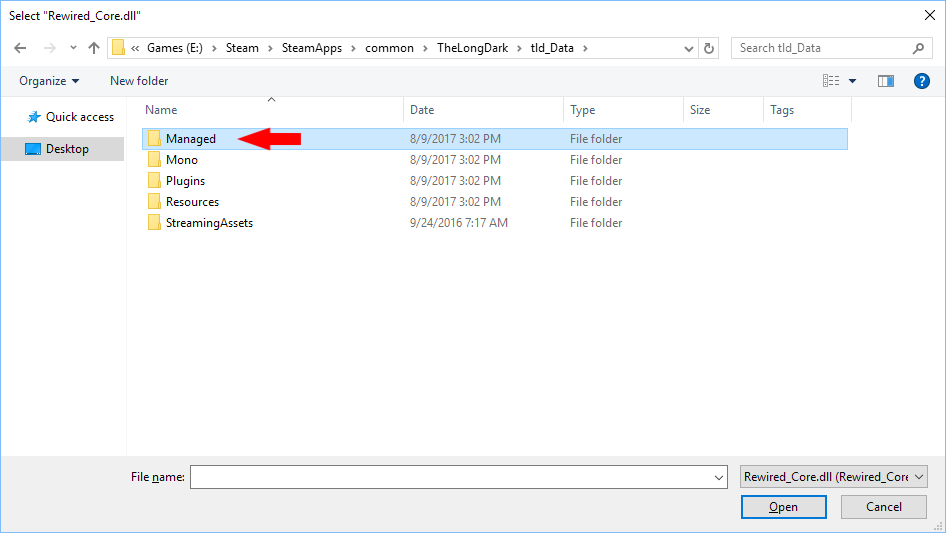 Select "Rewired_Core.dll"
« Games (E:) › Steam › SteamApps › common › TheLongDark › tld_Data ›
Search tld_Data
Organize New folder
Quick access
Desktop
Name Date Type Size Tags
Managed 8/9/2017 3:02 PM File folder
Mono 8/9/2017 3:02 PM File folder
Plugins 8/9/2017 3:02 PM File folder
Resources 8/9/2017 3:02 PM File folder
StreamingAssets 9/24/2016 7:17 AM File folder
File name: Rewired_Core.dll (Rewired_Core
Open Cancel